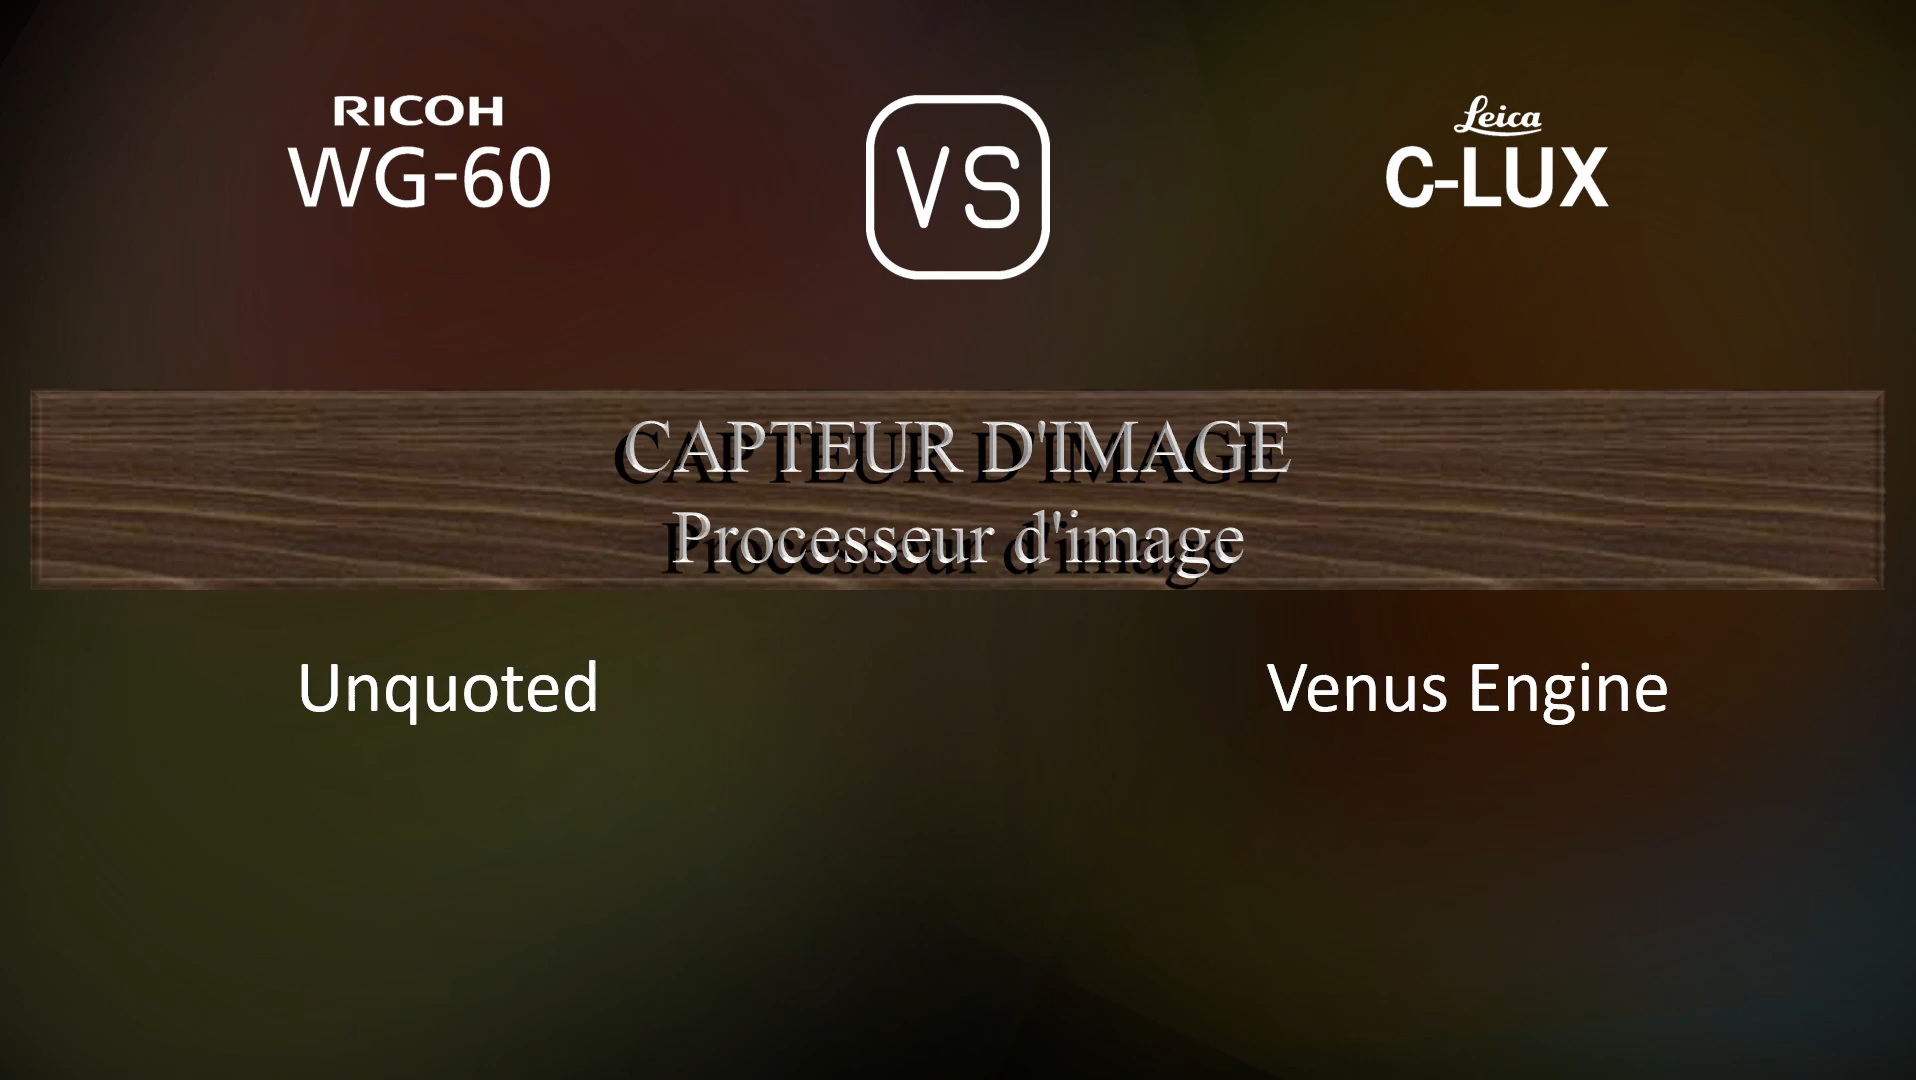 RICOH
WG-60
VS
Leica
C-LUX
CAPTEUR D'IMAGE
Processeur d'image
Unquoted
Venus Engine